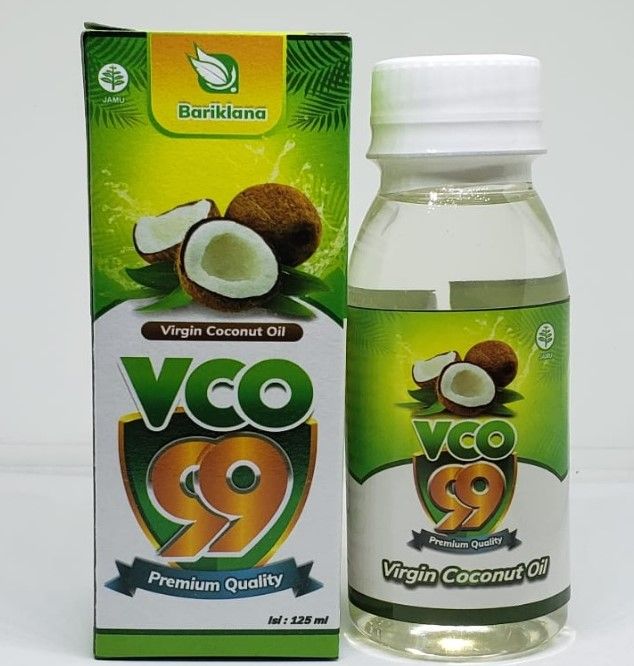 JAMU
Bariklana
Virgin Coconut Oil
VCO
99
Premium Quality
Isi : 125 ml
JAMU
VCO
99
Premium Quality
Virgin Coconut Oil